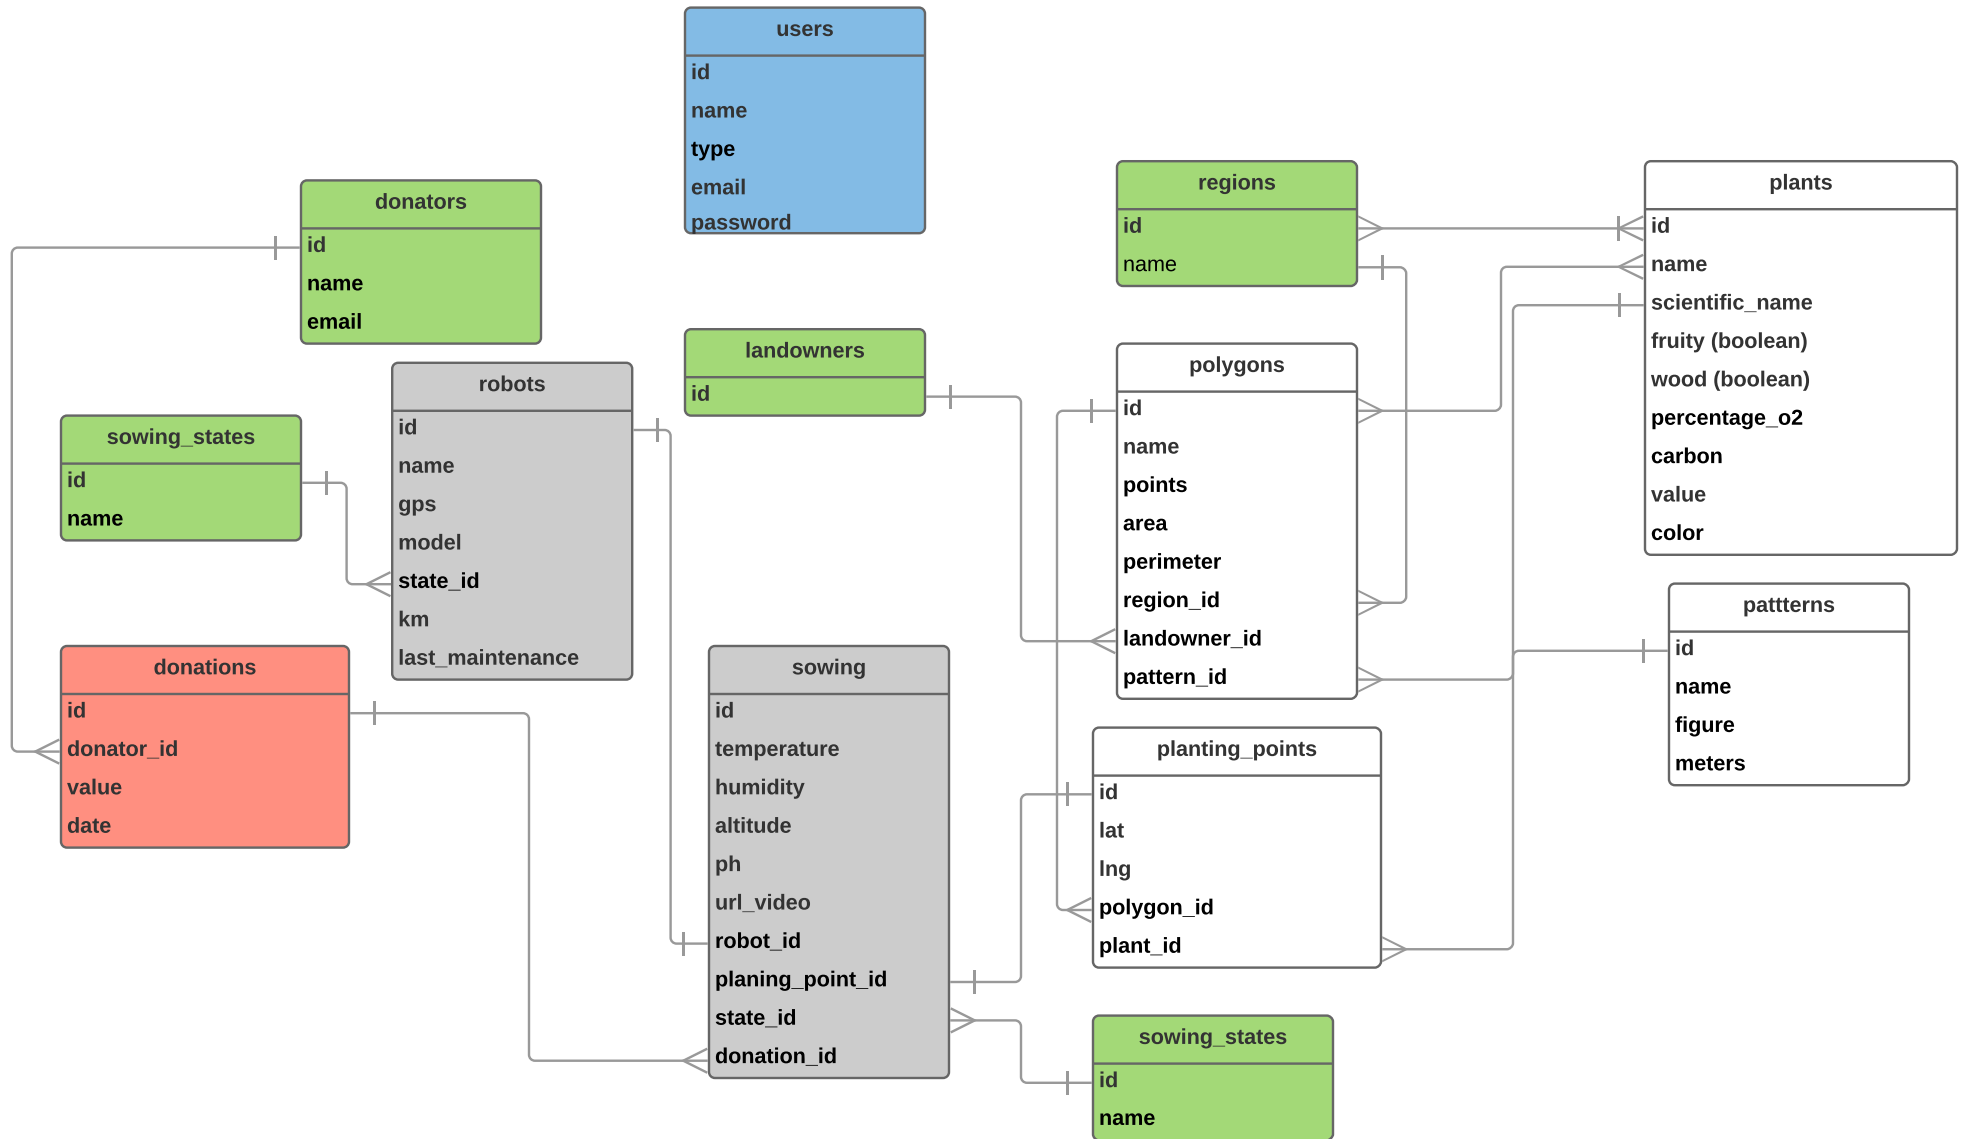 users
id
name
type
email
password
donators
id
name
email
regions
id
name
plants
id
name
scientific_name
fruity (boolean)
wood (boolean)
percentage_o2
carbon
value
color
landowners
id
robots
id
name
gps
model
state_id
km
last_maintenance
polygons
id
name
points
area
perimeter
region_id
landowner_id
pattern_id
sowing_states
id
name
pattterns
id
name
figure
meters
donations
id
donator_id
value
date
sowing
id
temperature
humidity
altitude
ph
url_video
robot_id
planing_point_id
state_id
donation_id
planting_points
id
lat
lng
polygon_id
plant_id
sowing_states
id
name